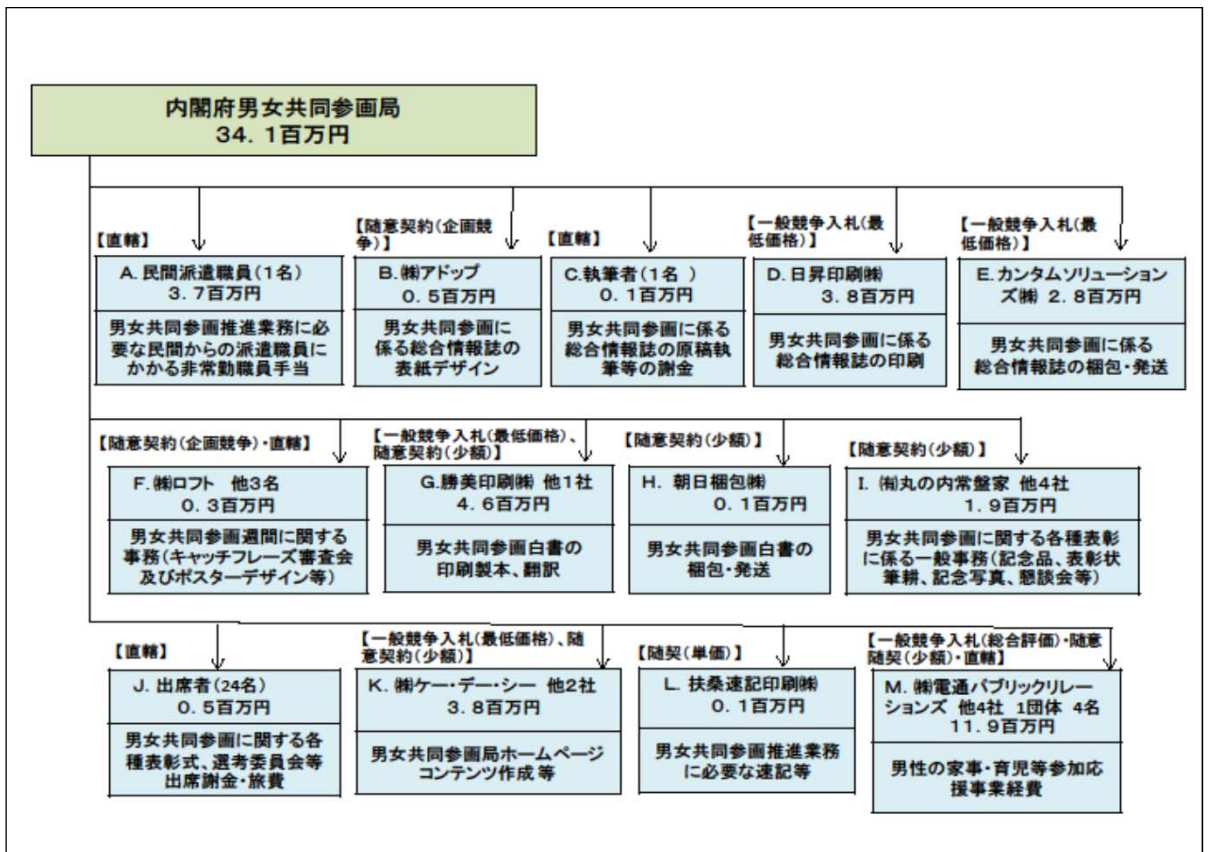 内閣府男女共同参画局
34.1百万円
【直轄】
A.民間派遣職員(1名)
3.7百万円
男女共同参画推進業務に必
要な民間からの派遣職員に
かかる非常勤職員手当
【随意契約(企画競
争)】
B.㈱アドップ
0.5百万円
男女共同参画に
係る総合情報誌の
表紙デザイン
【直轄】
C.執筆者(1名 )
0.1百万円
男女共同参画に係る
総合情報誌の原稿執
筆等の謝金
【一般競争入札(最
低価格)】
D.日昇印刷㈱
3.8百万円
男女共同参画に係る
総合情報誌の印刷
【一般競争入札(最
低価格)】
E.カンタムソリューション
ズ㈱ 2.8百万円
男女共同参画に係る
総合情報誌の梱包・発送
【随意契約(企画競争)・直轄】
F.㈱ロフト 他3名
0.3百万円
男女共同参画週間に関する
事務(キャッチフレーズ審査会
及びポスターデザイン等)
【一般競争入札(最低価格)、
随意契約(少額)】
G.勝美印刷㈱ 他1社
4.6百万円
男女共同参画白書の
印刷製本、翻訳
【随意契約(少額)】
H. 朝日梱包㈱
0.1百万円
男女共同参画白書の
梱包・発送
【随意契約(少額)】
I. ㈲丸の内常盤家 他4社
1.9百万円
男女共同参画に関する各種表彰
に係る一般事務(記念品、表彰状
筆耕、記念写真、懇談会等)
【直轄】
J.出席者(24名)
0.5百万円
男女共同参画に関する各
種表彰式、選考委員会等
出席謝金・旅費
【一般競争入札(最低価格)、随
意契約(少額)】
K.㈱ケー・デー・シー 他2社
3.8百万円
男女共同参画局ホームページ
コンテンツ作成等
【随契(単価)】
L.扶桑速記印刷㈱
0.1百万円
男女共同参画推進業務
に必要な速記等
【一般競争入札(総合評価)・随意
随契(少額)・直轄】
M.㈱電通パブリックリレー
ションズ 他4社 1団体 4名
11.9百万円
男性の家事・育児等参加応
援事業経費